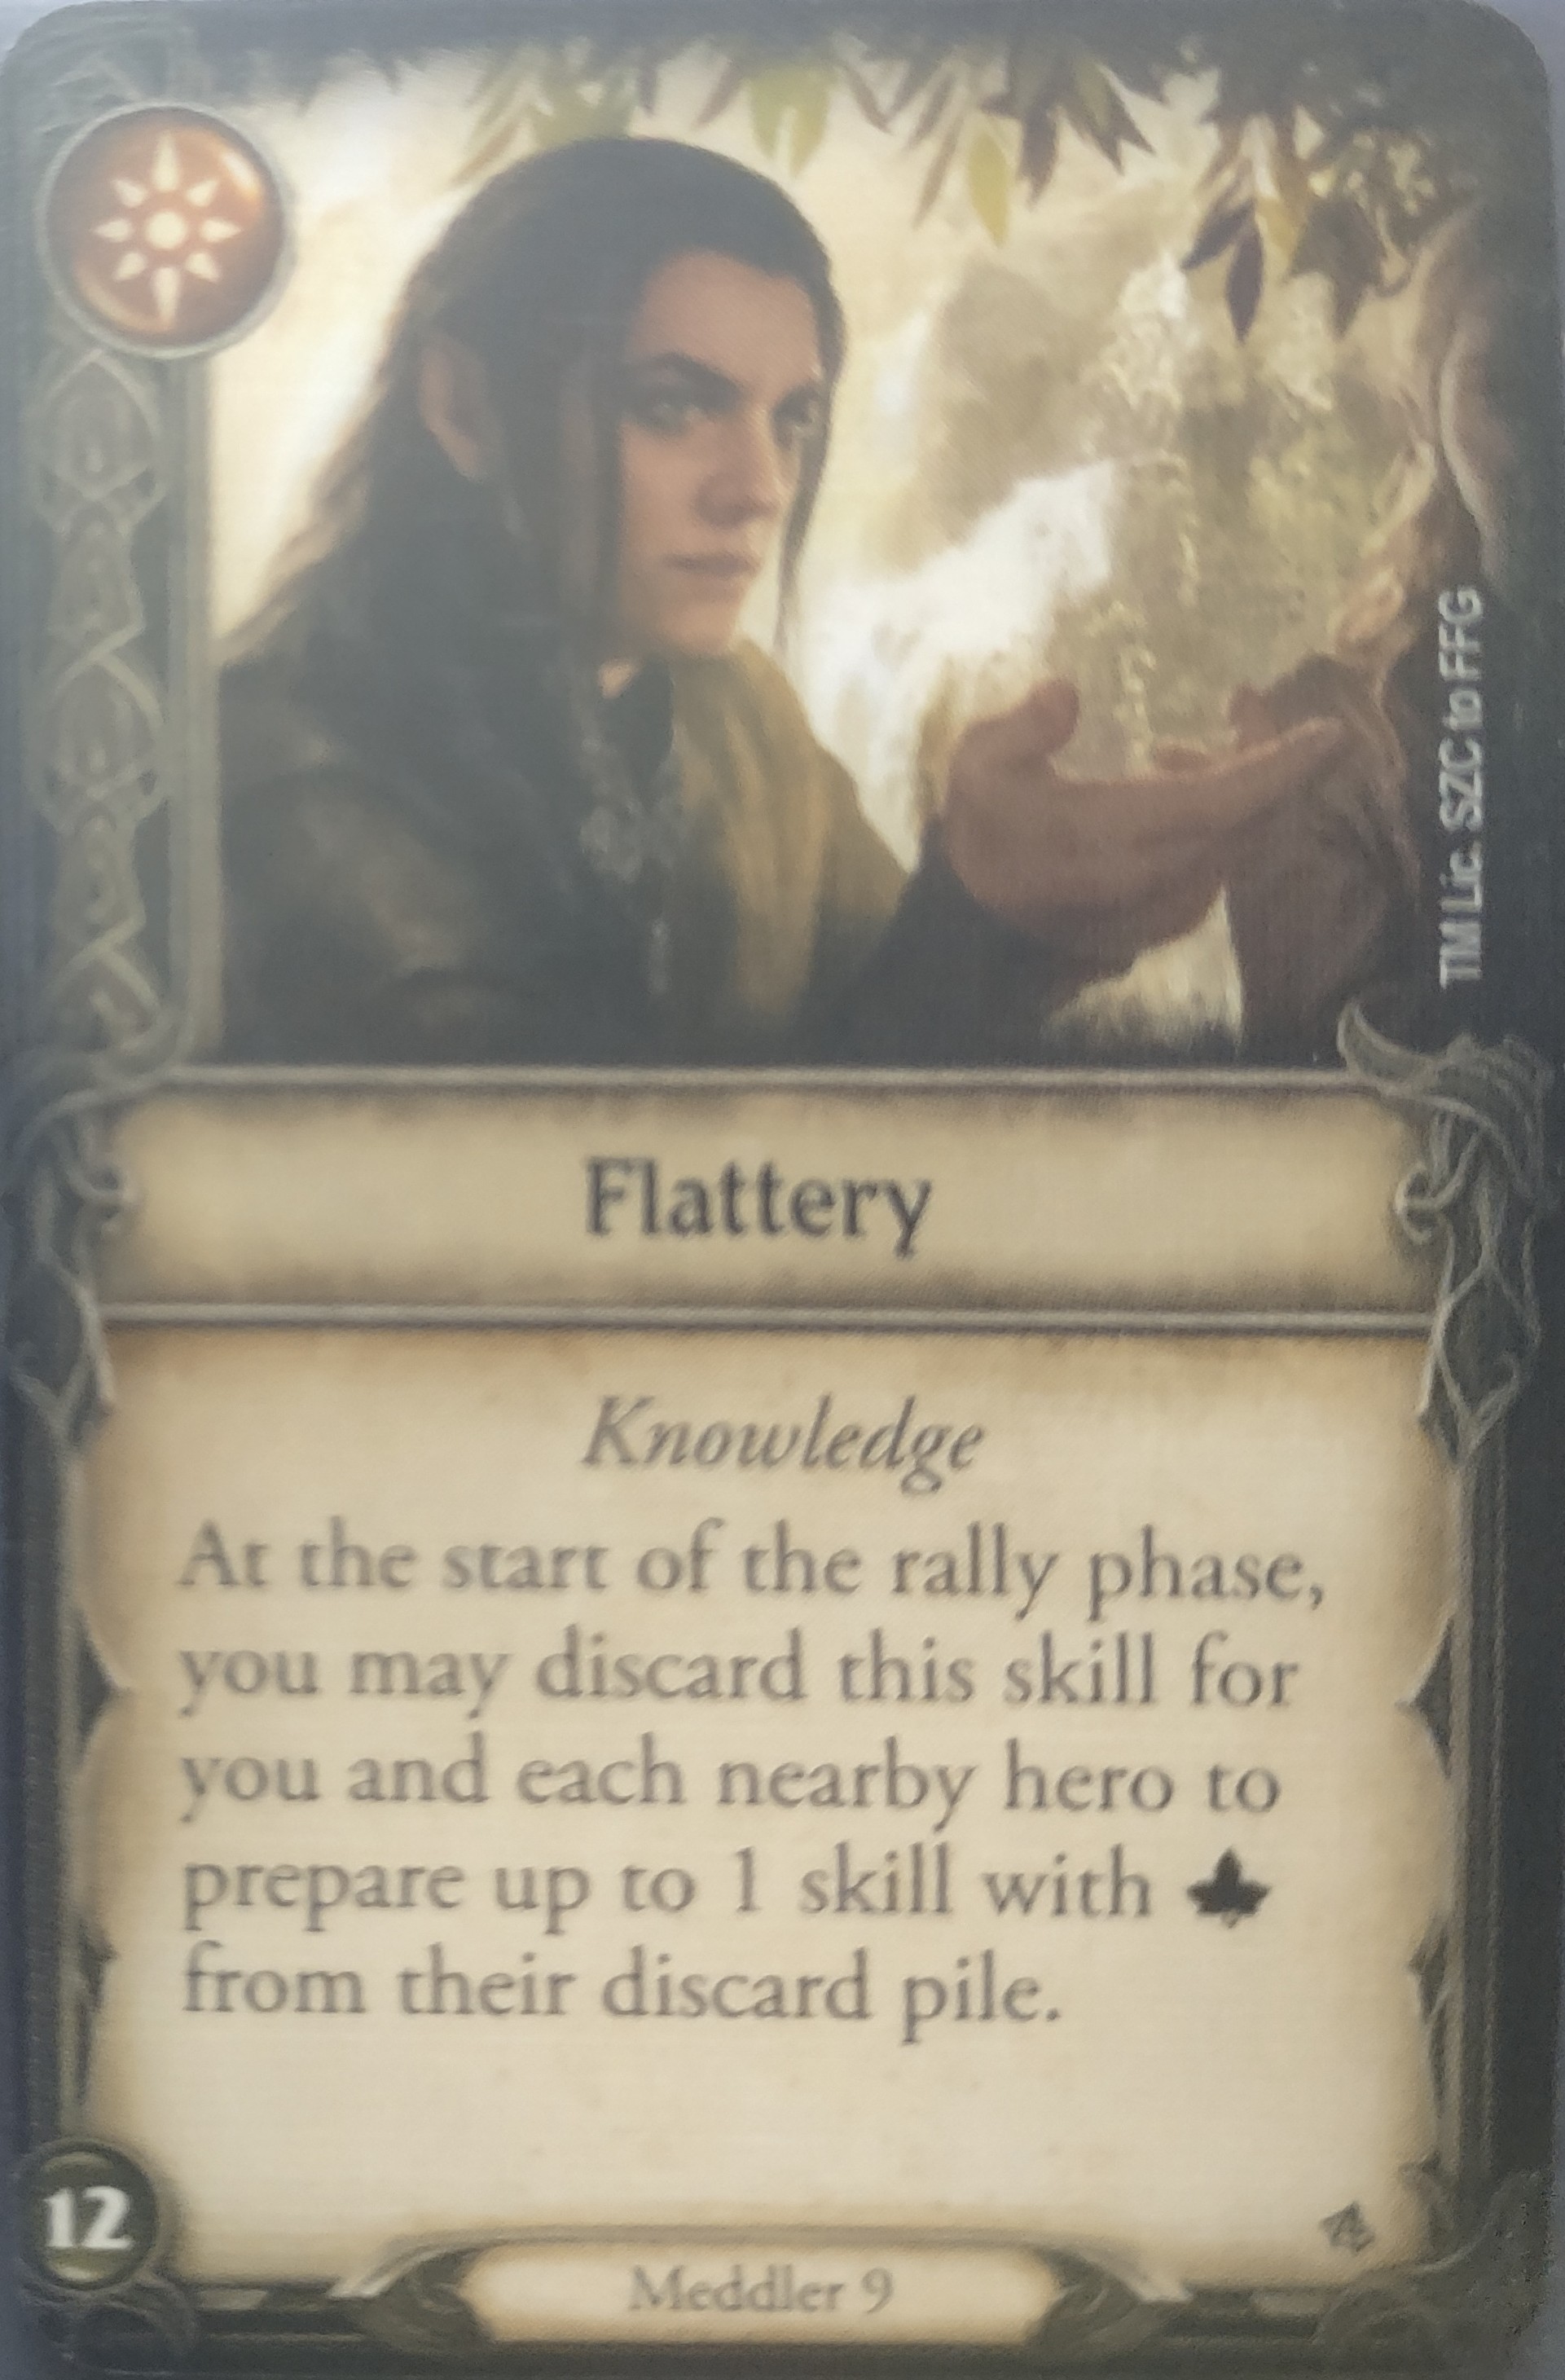 TM Lic. SZC to FFG
Flattery
Knowledge
At the start of the rally phase,
you may discard this skill for
you and each nearby hero to
prepare up to 1 skill with
from their discard pile.
12
Meddler 9